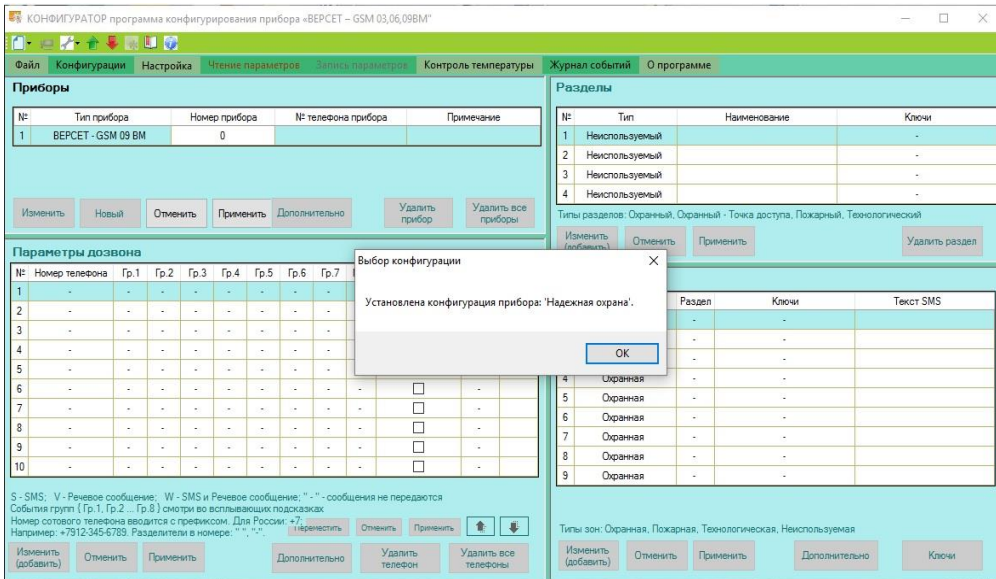 КОНФИГУРАТОР программа конфигурирования прибора «ВЕРСЕТ – GSM 03,06,09ВМ"
Файл Конфигурации Настройка Чтение параметров Запись параметров Контроль температуры Журнал событий О программе
Приборы
№ Тип прибора Номер прибора № телефона прибора Примечание
1 ВЕРСЕТ - GSM 09 ВМ 0
Изменить Новый Отменить Применить Дополнительно Удалить прибор Удалить все приборы
Разделы
№ Тип Наименование Ключи
1 Неиспользуемый -
2 Неиспользуемый -
3 Неиспользуемый -
4 Неиспользуемый -
Типы разделов: Охранный, Охранный - Точка доступа, Пожарный, Технологический
Изменить (добавить) Отменить Применить Удалить раздел
Параметры дозвона
№ Номер телефона Гр.1 Гр.2 Гр.3 Гр.4 Гр.5 Гр.6 Гр.7
1 - - - - - - - -
2 - - - - - - - -
3 - - - - - - - -
4 - - - - - - - -
5 - - - - - - - -
6 - - - - - - - - - -
7 - - - - - - - - - -
8 - - - - - - - - - -
9 - - - - - - - - - -
10 - - - - - - - - - -
S - SMS; V - Речевое сообщение; W - SMS и Речевое сообщение; " - " - сообщения не передаются
События групп { Гр.1, Гр.2 ... Гр.8 } смотри во всплывающих подсказках
Номер сотового телефона вводится с префиксом. Для России: +7;
Например: +7912-345-6789. Разделители в номере: " ", "-".
Переместить Отменить Применить
Изменить (добавить) Отменить Применить Дополнительно Удалить телефон Удалить все телефоны
Выбор конфигурации
Установлена конфигурация прибора: 'Надежная охрана'.
OK
Раздел Ключи Текст SMS
- -
- -
- -
4 Охранная - -
5 Охранная - -
6 Охранная - -
7 Охранная - -
8 Охранная - -
9 Охранная - -
Типы зон: Охранная, Пожарная, Технологическая, Неиспользуемая
Изменить (добавить) Отменить Применить Дополнительно Ключи